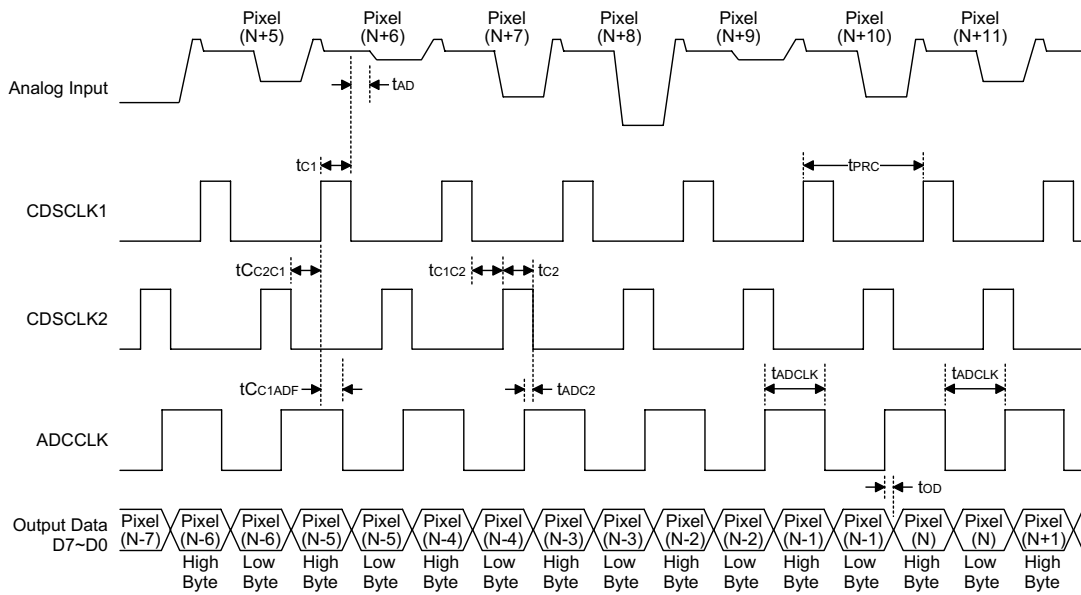 Pixel (N+5) Pixel (N+6) Pixel (N+7) Pixel (N+8) Pixel (N+9) Pixel (N+10) Pixel (N+11)
Analog Input
tAD
tC1
tPRC
CDSCLK1
tCC2C1
tC1C2
tC2
CDSCLK2
tCC1ADF
tADC2
tADCLK
tADCLK
ADCCLK
tOD
Output Data
D7~D0
Pixel Pixel Pixel Pixel Pixel Pixel Pixel Pixel Pixel Pixel Pixel Pixel Pixel Pixel Pixel Pixel
(N-7) (N-6) (N-6) (N-5) (N-5) (N-4) (N-4) (N-3) (N-3) (N-2) (N-2) (N-1) (N-1) (N) (N) (N+1)
High Low High Low High Low High Low High Low High Low High Low High
Byte Byte Byte Byte Byte Byte Byte Byte Byte Byte Byte Byte Byte Byte Byte